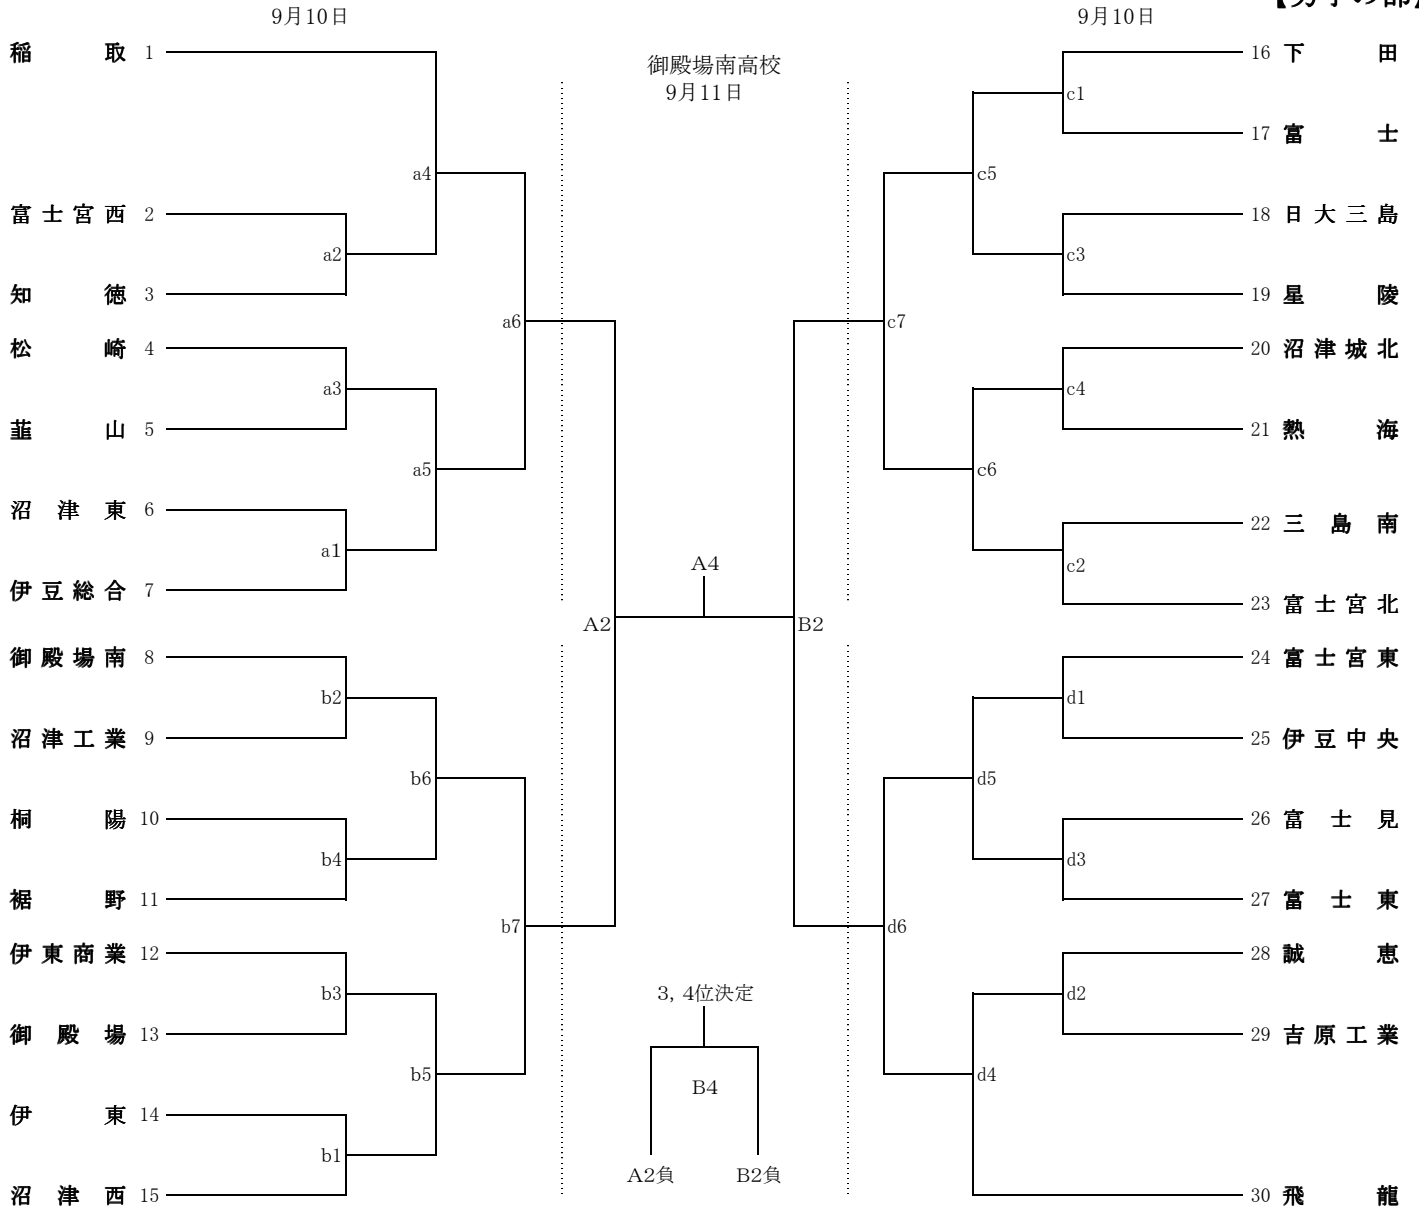 【男子の部】
9月10日
9月10日
御殿場南高校
9月11日
稲取 1
富士宮西 2
知徳 3
松崎 4
韮山 5
沼津東 6
伊豆総合 7
御殿場南 8
沼津工業 9
桐陽 10
裾野 11
伊東商業 12
御殿場 13
伊東 14
沼津西 15
a4
a2
a6
a3
a5
a1
A2
b2
b6
b4
b7
b3
b5
b1
A4
B2
3, 4位決定
B4
A2負
B2負
c1
c5
c3
c7
c4
c6
c2
d1
d5
d3
d6
d2
d4
16 下田
17 富士
18 日大三島
19 星陵
20 沼津城北
21 熱海
22 三島南
23 富士宮北
24 富士宮東
25 伊豆中央
26 富士見
27 富士東
28 誠恵
29 吉原工業
30 飛龍